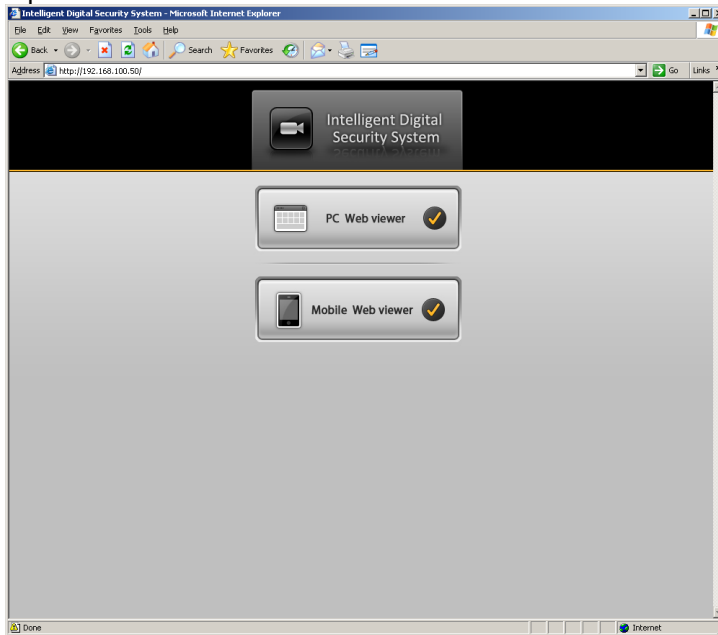 Intelligent Digital Security System - Microsoft Internet Explorer
File Edit View Favorites Tools Help
Back Search Favorites
Address http://192.168.100.50/ Go Links
Intelligent Digital
Security System
PC Web viewer
Mobile Web viewer
Done Internet